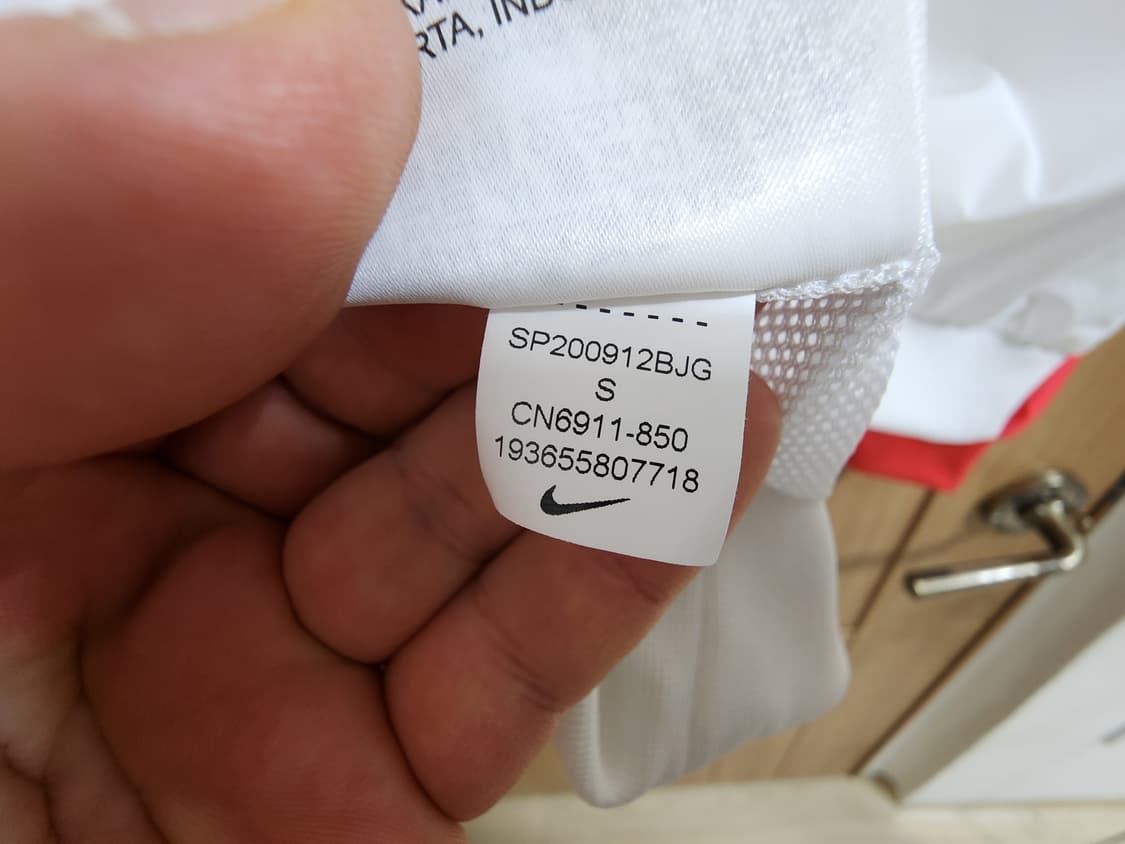 RTA, IND
SP200912BJG
S
CN6911-850
193655807718